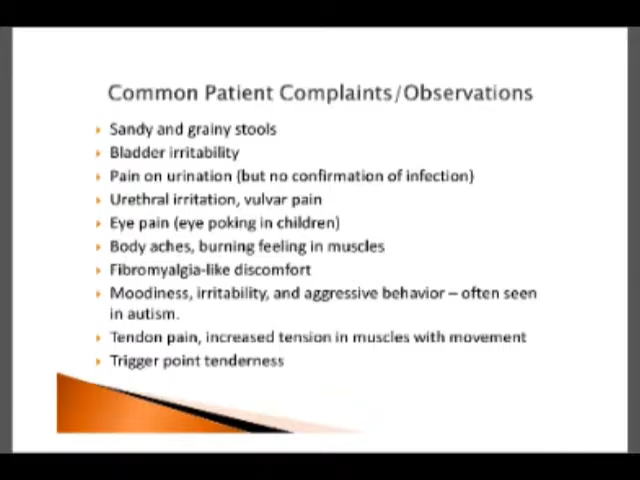 Common Patient Complaints/Observations
Sandy and grainy stools
Bladder irritability
Pain on urination (but no confirmation of infection)
Urethral irritation, vulvar pain
Eye pain (eye poking in children)
Body aches, burning feeling in muscles
Fibromyalgia-like discomfort
Moodiness, irritability, and aggressive behavior – often seen
in autism.
Tendon pain, increased tension in muscles with movement
Trigger point tenderness